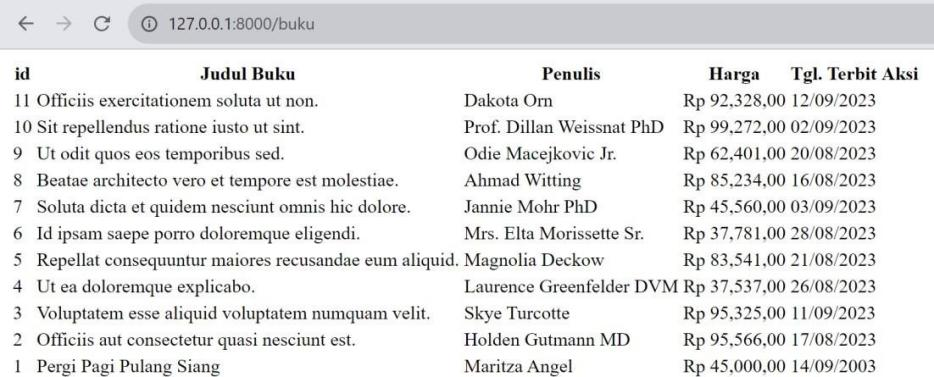 127.0.0.1:8000/buku
id Judul Buku Penulis Harga Tgl. Terbit Aksi
11 Officiis exercitationem soluta ut non. Dakota Orn Rp 92,328,00 12/09/2023
10 Sit repellendus ratione iusto ut sint. Prof. Dillan Weissnat PhD Rp 99,272,00 02/09/2023
9 Ut odit quos eos temporibus sed. Odie Macejkovic Jr. Rp 62,401,00 20/08/2023
8 Beatae architecto vero et tempore est molestiae. Ahmad Witting Rp 85,234,00 16/08/2023
7 Soluta dicta et quidem nesciunt omnis hic dolore. Jannie Mohr PhD Rp 45,560,00 03/09/2023
6 Id ipsam saepe porro doloremque eligendi. Mrs. Elta Morissette Sr. Rp 37,781,00 28/08/2023
5 Repellat consequuntur maiores recusandae eum aliquid. Magnolia Deckow Rp 83,541,00 21/08/2023
4 Ut ea doloremque explicabo. Laurence Greenfelder DVM Rp 37,537,00 26/08/2023
3 Voluptatem esse aliquid voluptatem numquam velit. Skye Turcotte Rp 95,325,00 11/09/2023
2 Officiis aut consectetur quasi nesciunt est. Holden Gutmann MD Rp 95,566,00 17/08/2023
1 Pergi Pagi Pulang Siang Maritza Angel Rp 45,000,00 14/09/2003